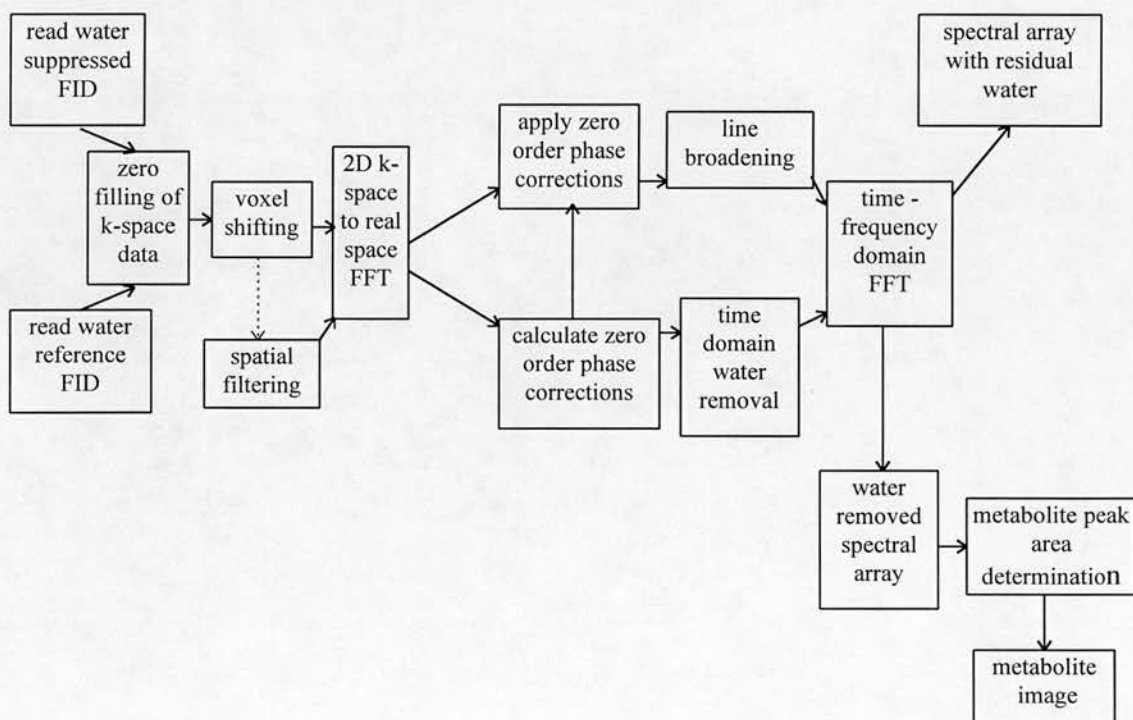 read water
suppressed
FID
zero
filling of
k-space
data
read water
reference
FID
voxel
shifting
spatial
filtering
2D k-
space
to real
space
FFT
apply zero
order phase
corrections
calculate zero
order phase
corrections
line
broadening
time
domain
water
removal
time -
frequency
domain
FFT
spectral array
with residual
water
water
removed
spectral
array
metabolite peak
area
determination
metabolite
image